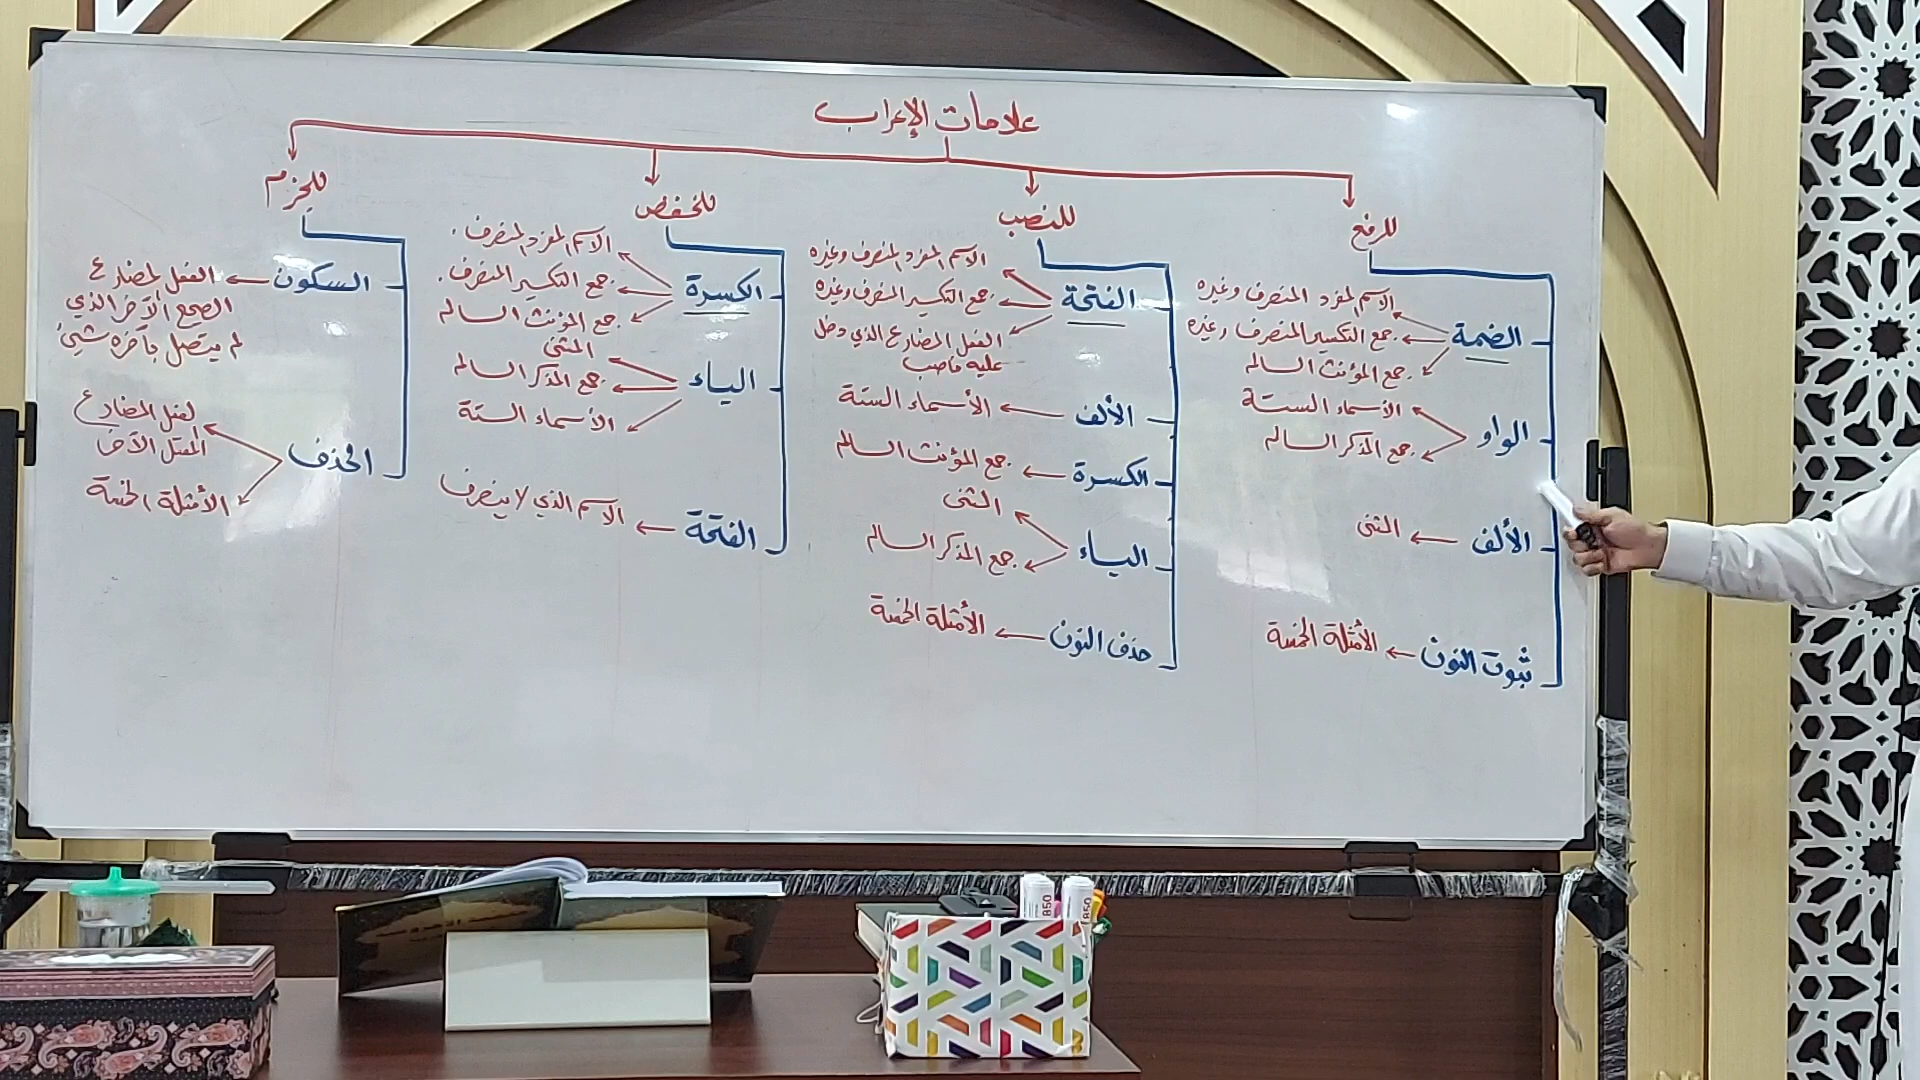 علامات الإعراب
للرفع
الضمة
الاسم المفرد المنصرف وغيره
جمع التكسير المنصرف وغيره
جمع المؤنث السالم
الواو
الأسماء الستة
جمع المذكر السالم
الألف
المثنى
ثبوت النون
الأمثلة الخمسة
للنصب
الفتحة
الاسم المفرد المنصرف وغيره
جمع التكسير المنصرف وغيره
الفعل المضارع الذي دخل
عليه ناصب
الألف
الأسماء الستة
الكسرة
جمع المؤنث السالم
الياء
المثنى
جمع المذكر السالم
حذف النون
الأمثلة الخمسة
للخفض
الكسرة
الاسم المفرد المنصرف.
جمع التكسير المنصرف.
جمع المؤنث السالم
الياء
المثنى
جمع المذكر السالم
الأسماء الستة
الفتحة
الاسم الذي لا ينصرف
للجزم
السكون
الفعل المضارع
الصحيح الآخر الذي
لم يتصل بآخره شيئ
الحذف
لفعل المضارع
المعتل الآخر
الأمثلة الخمسة
850
850